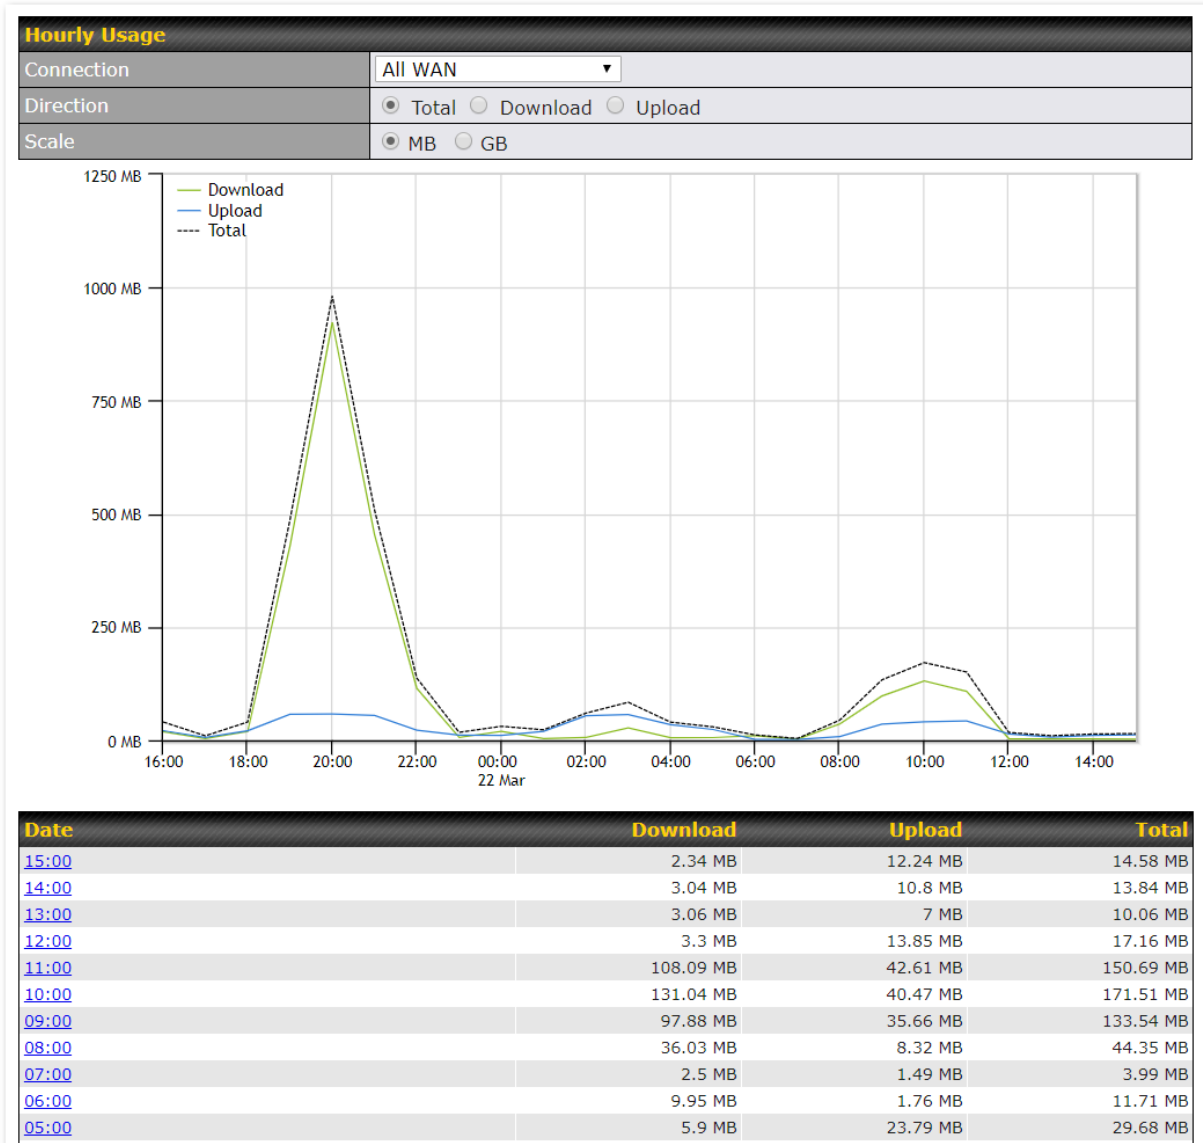 Hourly Usage
Connection All WAN
Direction Total Download Upload
Scale MB GB
1250 MB
Download
Upload
Total
1000 MB
750 MB
500 MB
250 MB
0 MB
16:00 18:00 20:00 22:00 00:00 02:00 04:00 06:00 08:00 10:00 12:00 14:00
22 Mar
Date Download Upload Total
15:00 2.34 MB 12.24 MB 14.58 MB
14:00 3.04 MB 10.8 MB 13.84 MB
13:00 3.06 MB 7 MB 10.06 MB
12:00 3.3 MB 13.85 MB 17.16 MB
11:00 108.09 MB 42.61 MB 150.69 MB
10:00 131.04 MB 40.47 MB 171.51 MB
09:00 97.88 MB 35.66 MB 133.54 MB
08:00 36.03 MB 8.32 MB 44.35 MB
07:00 2.5 MB 1.49 MB 3.99 MB
06:00 9.95 MB 1.76 MB 11.71 MB
05:00 5.9 MB 23.79 MB 29.68 MB